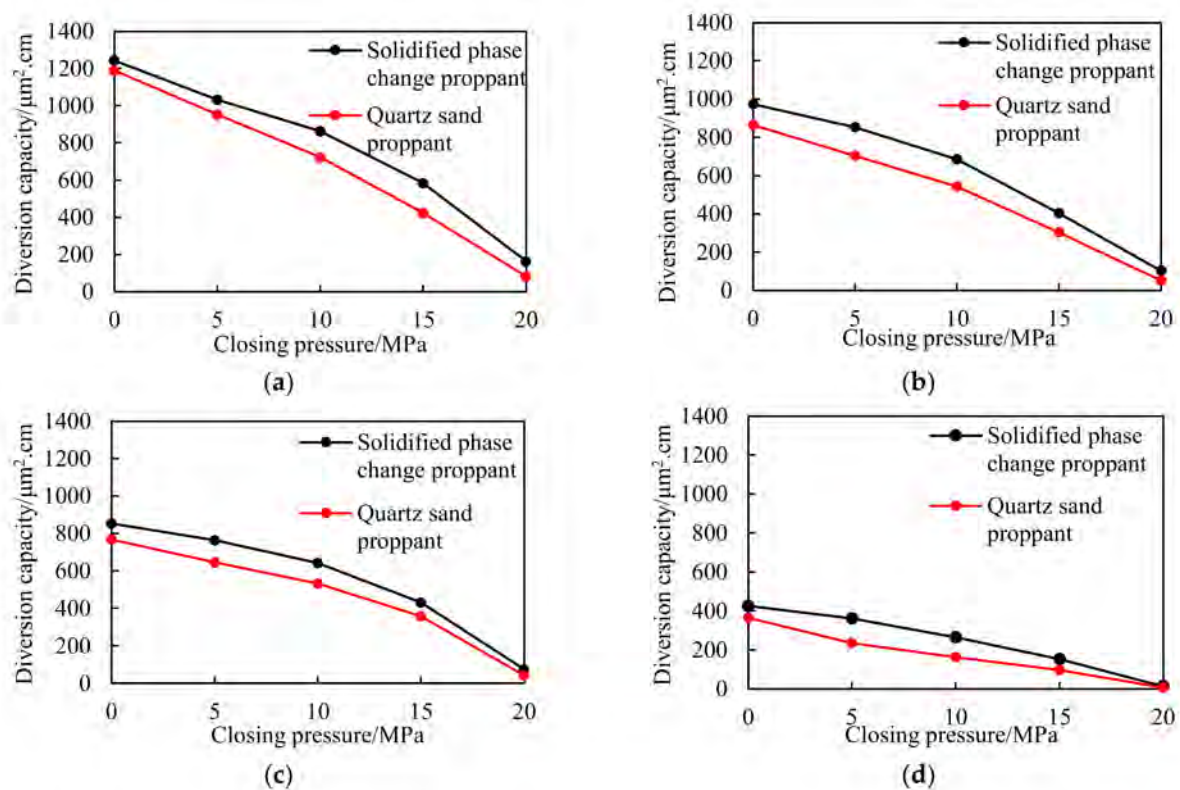 1400
1200
1000
800
600
400
200
0
Diversion capacity/μm².cm
Solidified phase
change proppant
Quartz sand
proppant
0 5 10 15 20
Closing pressure/MPa
(a)
1400
1200
1000
800
600
400
200
0
Diversion capacity/μm².cm
Solidified phase
change proppant
Quartz sand
proppant
0 5 10 15 20
Closing pressure/MPa
(b)
1400
1200
1000
800
600
400
200
0
Diversion capacity/μm².cm
Solidified phase
change proppant
Quartz sand
proppant
0 5 10 15 20
Closing pressure/MPa
(c)
1400
1200
1000
800
600
400
200
0
Diversion capacity/μm².cm
Solidified phase
change proppant
Quartz sand
proppant
0 5 10 15 20
Closing pressure/MPa
(d)